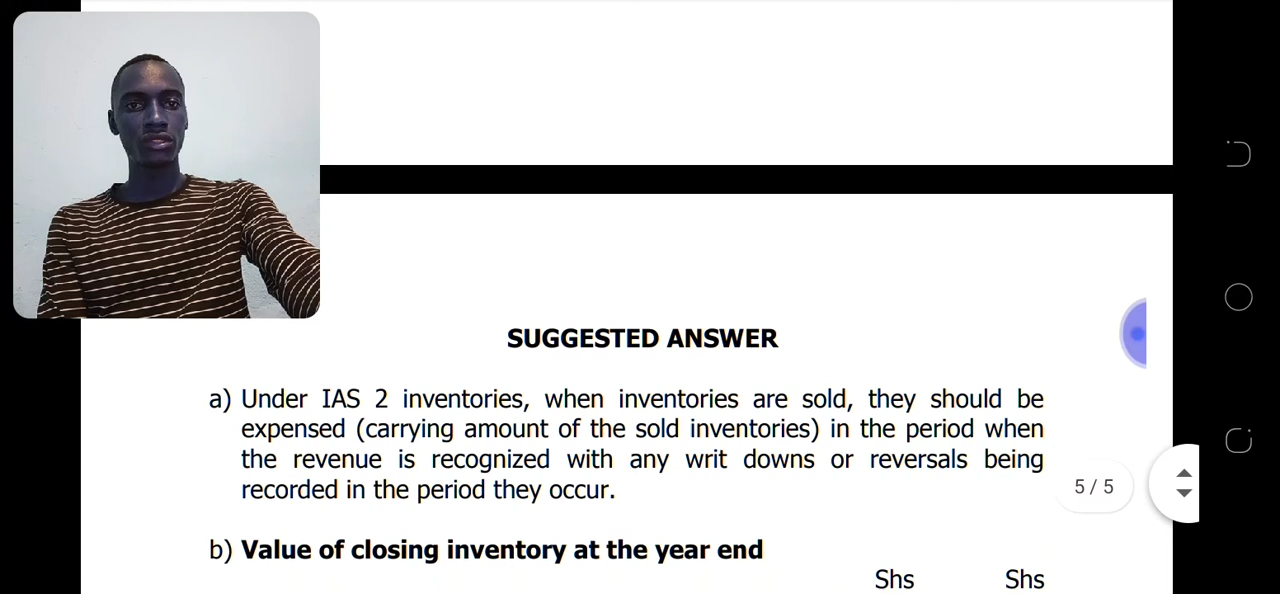 SUGGESTED ANSWER
a) Under IAS 2 inventories, when inventories are sold, they should be
expensed (carrying amount of the sold inventories) in the period when
the revenue is recognized with any writ downs or reversals being
recorded in the period they occur.
5 / 5
b) Value of closing inventory at the year end
Shs Shs